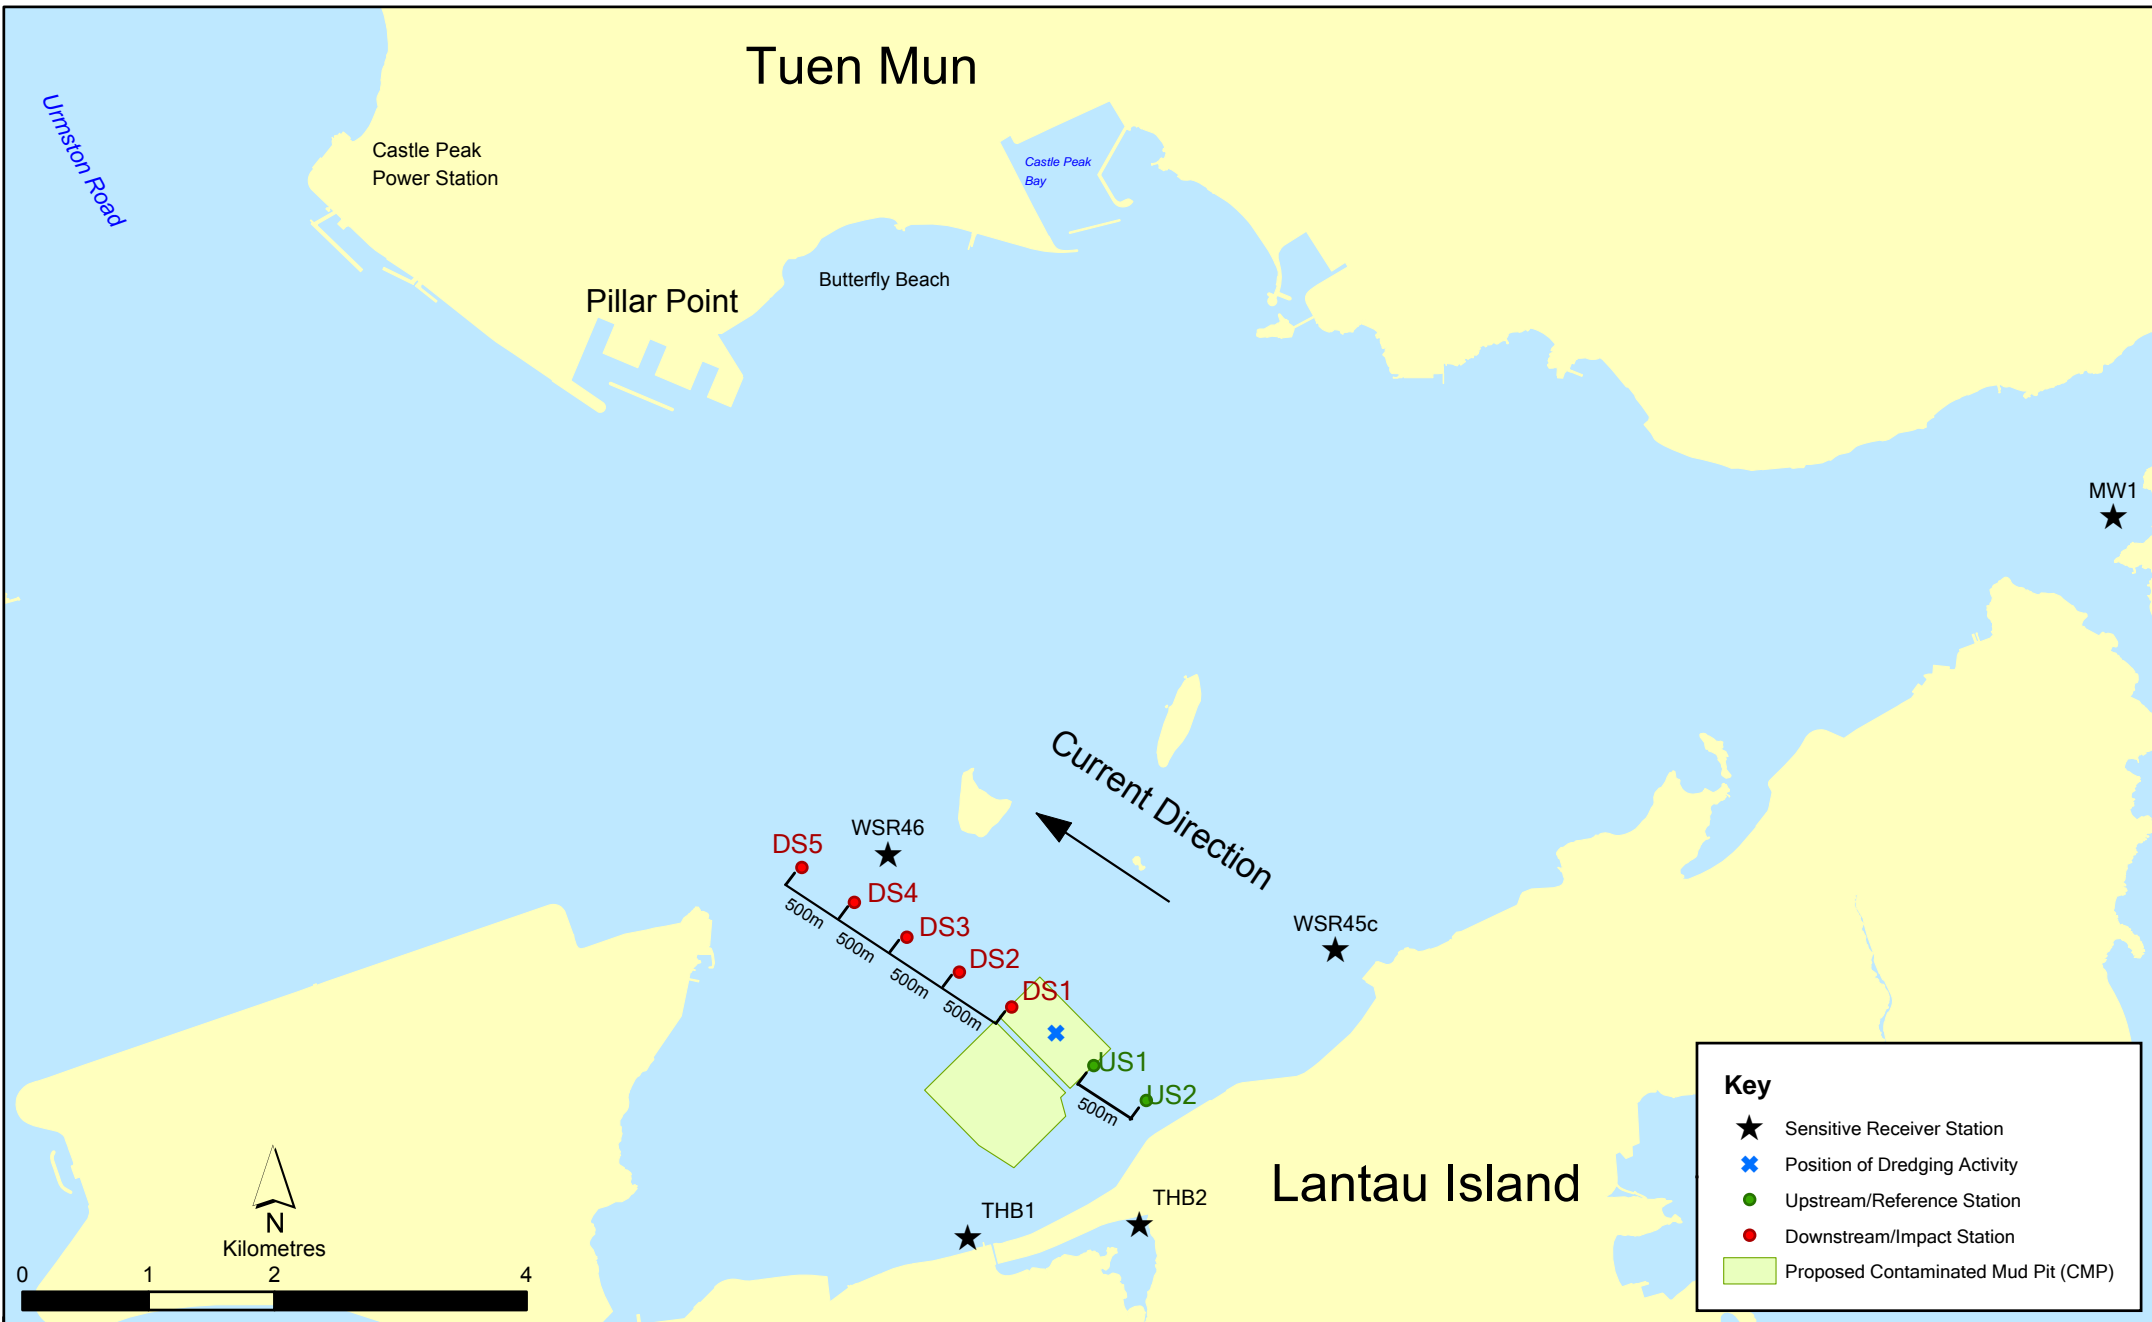 Tuen Mun
Urmston Road
Castle Peak
Power Station
Castle Peak
Bay
Butterfly Beach
Pillar Point
MW1
Current Direction
WSR46
DS5
DS4
500m
WSR45c
DS3
500m
DS2
500m
DS1
500m
US1
US2
500m
Lantau Island
THB1
THB2
N
Kilometres
0 1 2 4
Key
Sensitive Receiver Station
Position of Dredging Activity
Upstream/Reference Station
Downstream/Impact Station
Proposed Contaminated Mud Pit (CMP)